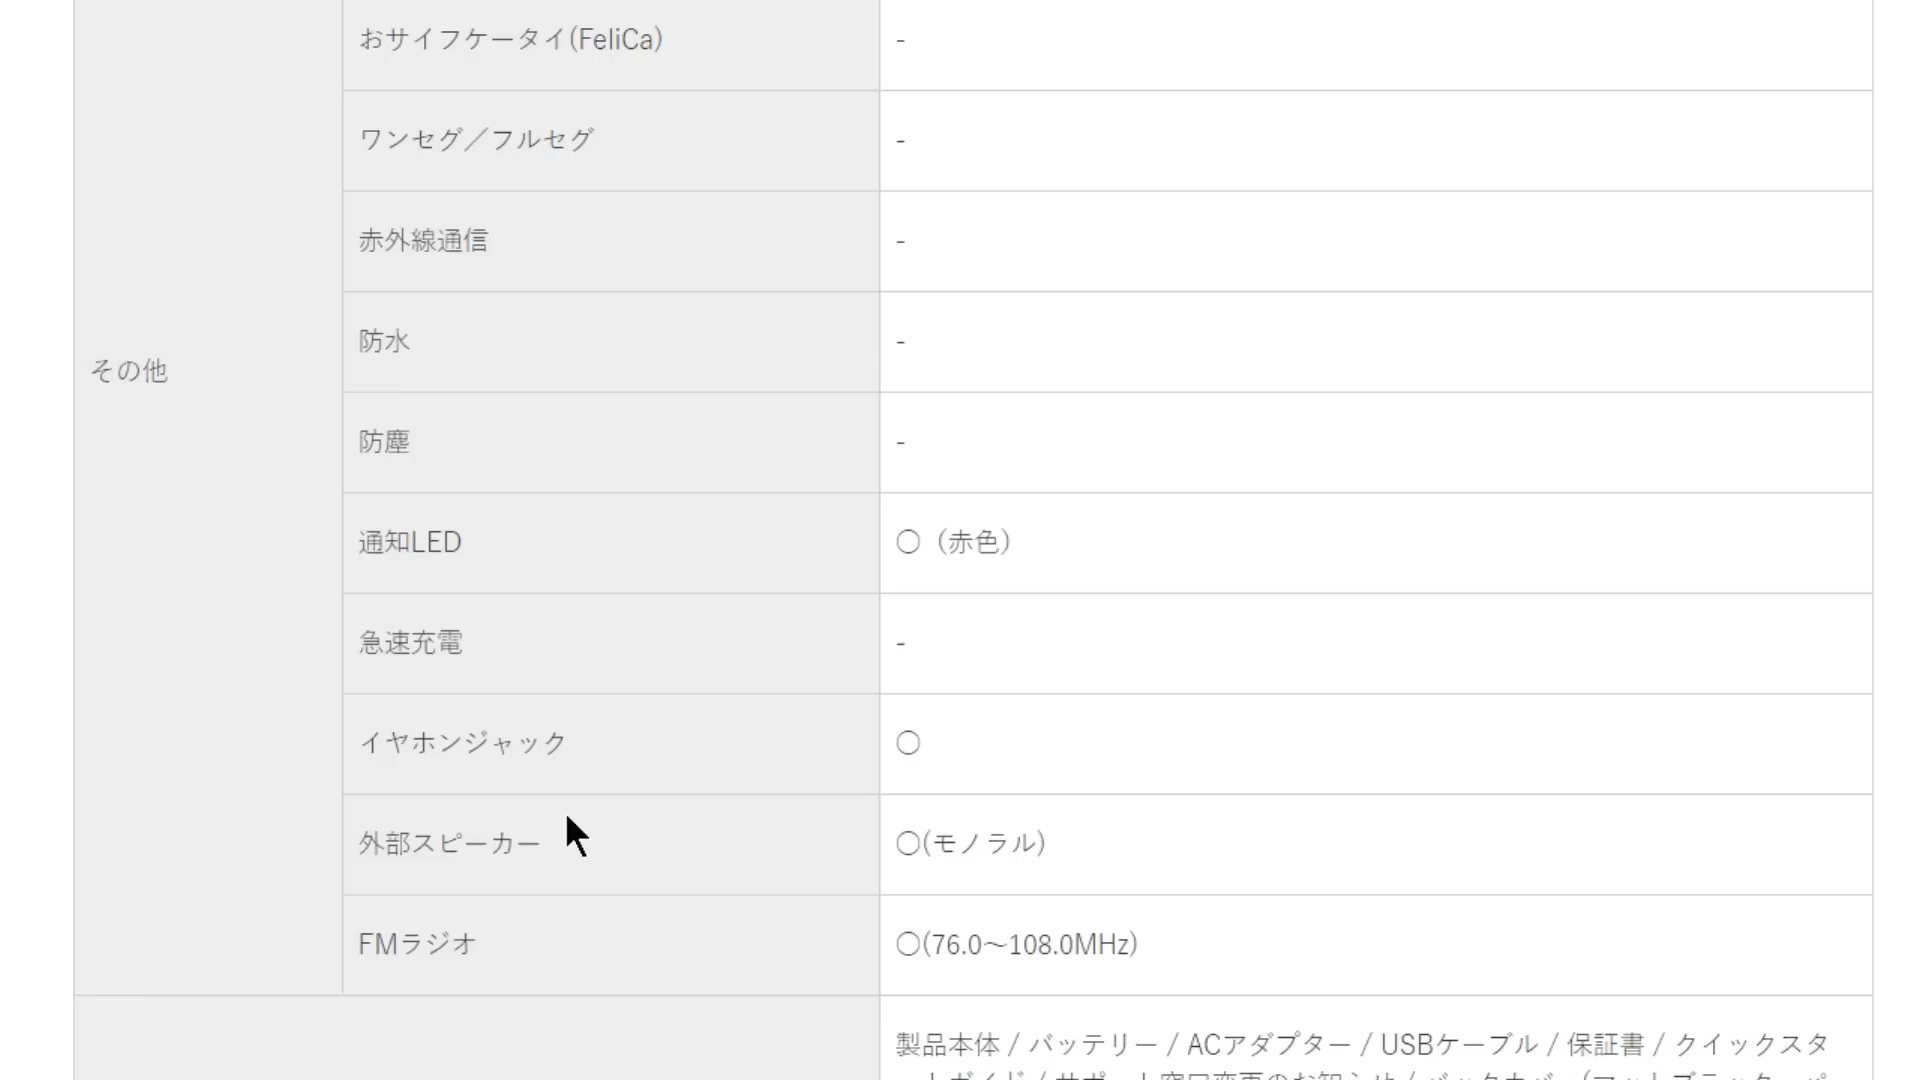 おサイフケータイ(FeliCa) -
ワンセグ／フルセグ -
赤外線通信 -
防水 -
その他
防塵 -
通知LED ○（赤色）
急速充電 -
イヤホンジャック ○
外部スピーカー ○(モノラル)
FMラジオ ○(76.0～108.0MHz)
製品本体 / バッテリー / ACアダプター / USBケーブル / 保証書 / クイックスタ